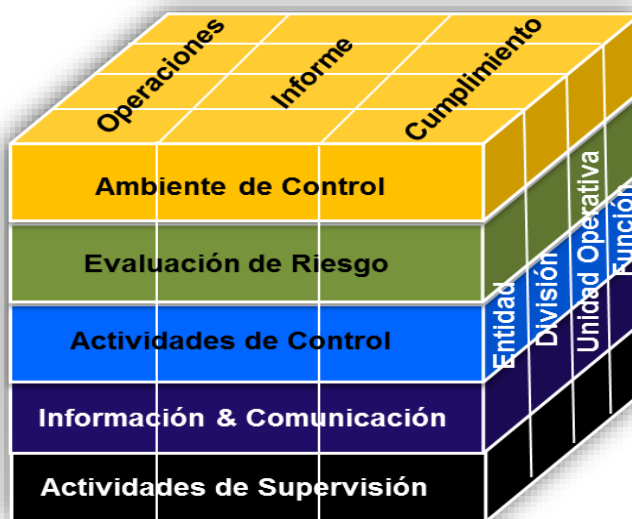 Operaciones
Informe
Cumplimiento
Ambiente de Control
Evaluación de Riesgo
Actividades de Control
Información & Comunicación
Actividades de Supervisión
Entidad
División
Unidad Operativa
Función